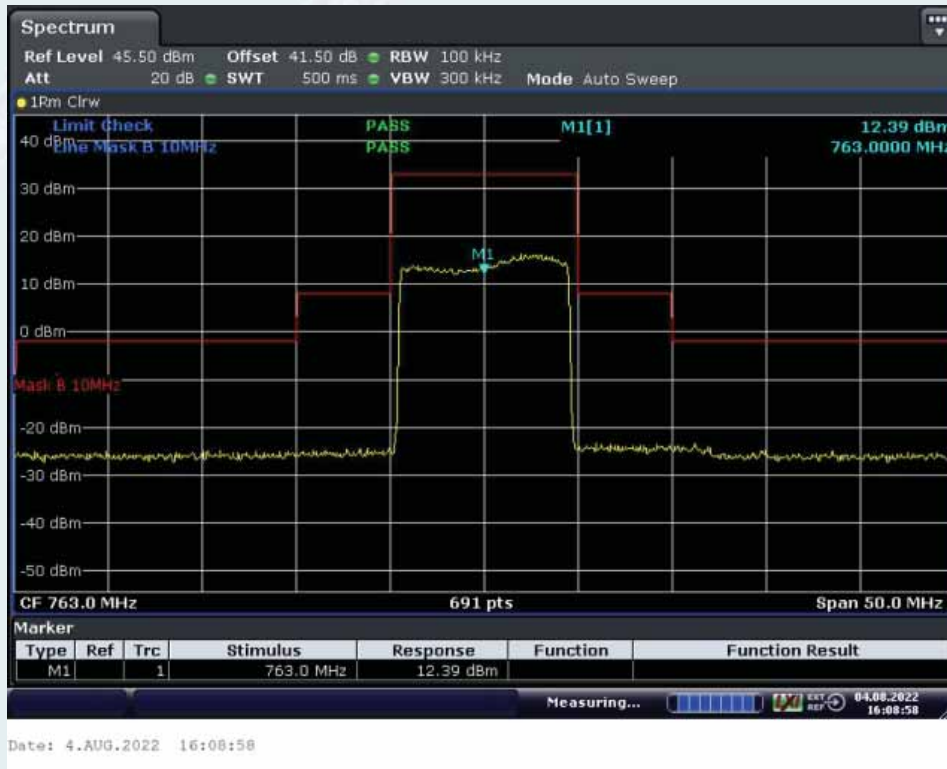 Spectrum
Ref Level 45.50 dBm Offset 41.50 dB RBW 100 kHz
Att 20 dB SWT 500 ms VBW 300 kHz Mode Auto Sweep
1Rm Clrw
Limit Check PASS M1[1] 12.39 dBm
40 dBm Line Mask B 10MHz PASS 763.0000 MHz
30 dBm
20 dBm
M1
10 dBm
0 dBm
Mask B 10MHz
-20 dBm
-30 dBm
-40 dBm
-50 dBm
CF 763.0 MHz 691 pts Span 50.0 MHz
Marker
Type Ref Trc Stimulus Response Function Function Result
M1 1 763.0 MHz 12.39 dBm
Measuring... LXI EXT REF 04.08.2022
16:08:58
Date: 4.AUG.2022 16:08:58